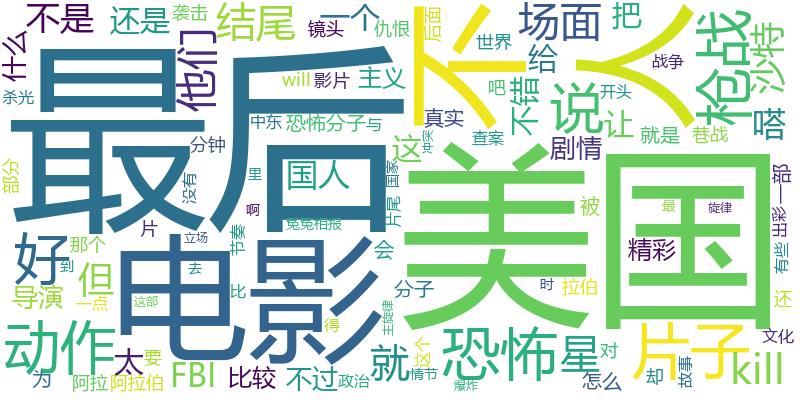 不是
还是
袭击
结尾
镜头
一个
仇恨
后面
场面
把
枪战
沙特
什么
他们
最后
不
人
世界
给
战争
杀光
will
影片
主义
吧
开头
不错
说
嗒
中东
恐怖分子
与
真实
冲突
查案
让
就是
巷战
分钟
这
剧情
部分
没有
里
国人
片尾
国家
美国
被
一部
出彩
片
立场
啊
冤冤相报
最
旋律
好
那个
到
但
电影
去
节奏
会
精彩
有些
导演
一点
这部
比
分子
时
拉伯
还
主旋律
得
动作
太
要
就
这个
恐怖
星
对
片子
文化
为
阿拉
阿拉伯
FBI
比较
不过
政治
情节
爆炸
怎么
却
故事
kill